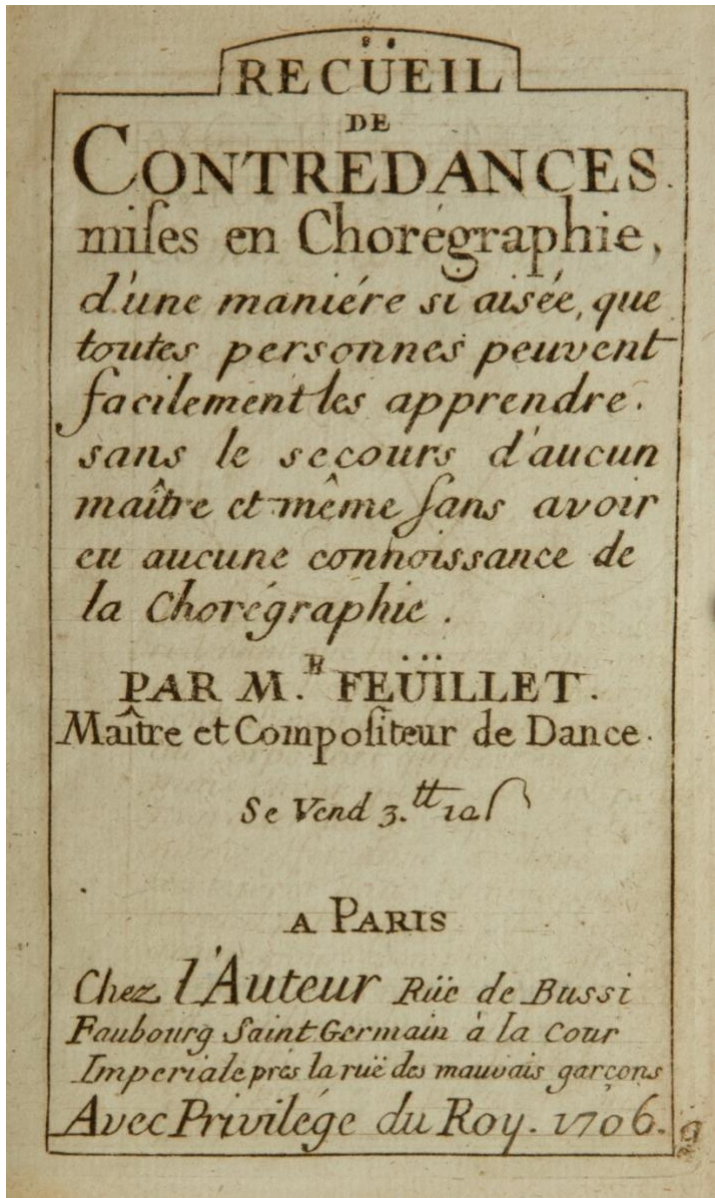 RECÜEIL
DE
CONTREDANCES.
miſes en Chorégraphie,
d'une maniére si aisée, que
toutes personnes peuvent
facilement les apprendre.
sans le secours d'aucun
maître et même ſans avoir
eu aucune connoissance de
la Chorégraphie.
PAR M.R FEÜILLET.
Maître et Compoſiteur de Dance.
Se Vend 3.tt 10 ſ
A PARIS
Chez l'Auteur Rüe de Bussi
Faubourg Saint Germain à la Cour
Imperiale prés la ruë des mauvais garçons
Avec Privilége du Roy. 1706.